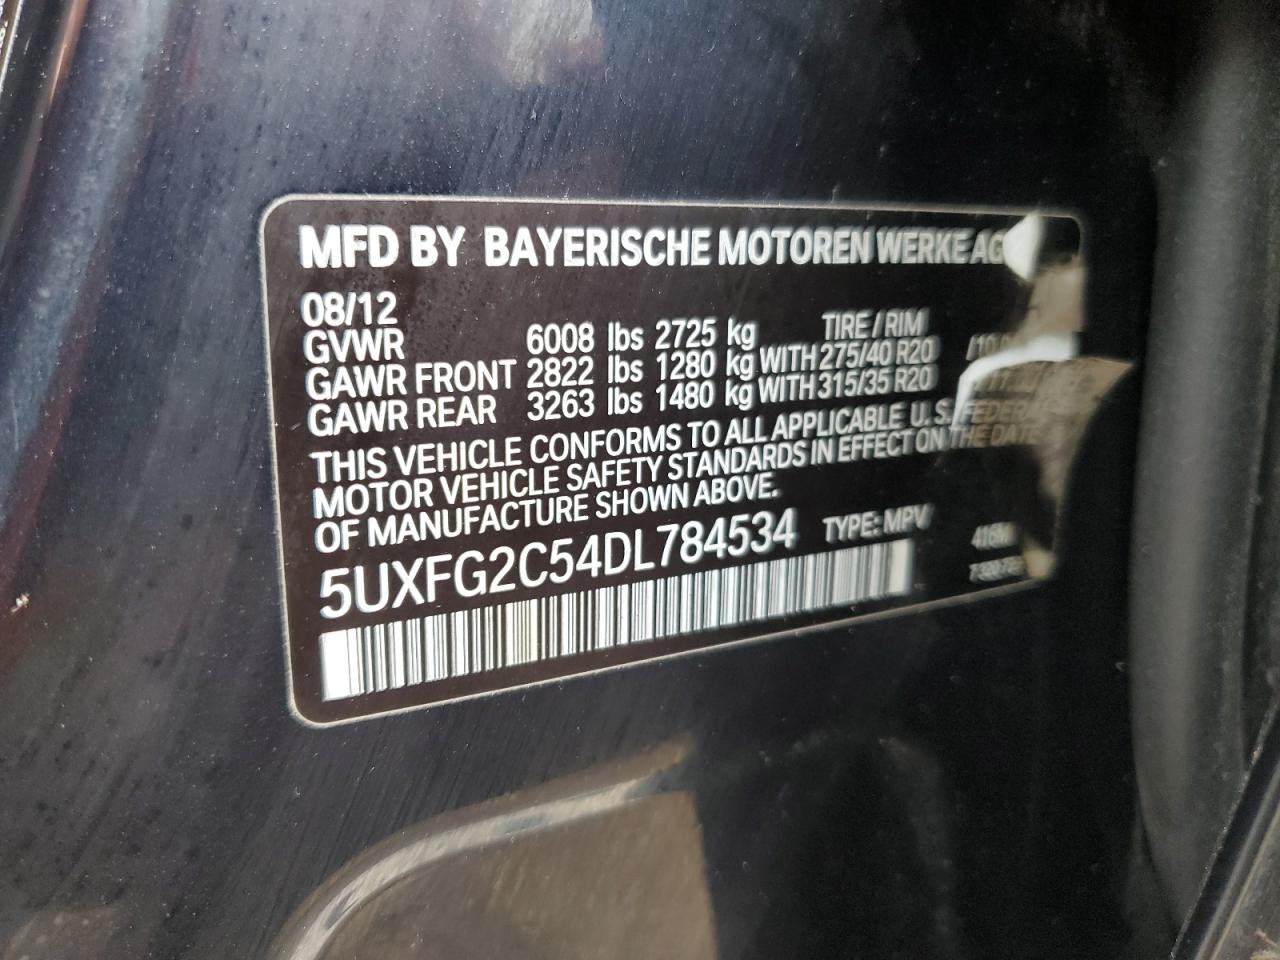 MFD BY BAYERISCHE MOTOREN WERKE AG
08/12
GVWR 6008 lbs 2725 kg TIRE / RIM
GAWR FRONT 2822 lbs 1280 kg WITH 275/40 R20
GAWR REAR 3263 lbs 1480 kg WITH 315/35 R20
THIS VEHICLE CONFORMS TO ALL APPLICABLE U. S. FEDERAL
MOTOR VEHICLE SAFETY STANDARDS IN EFFECT ON THE DATE
OF MANUFACTURE SHOWN ABOVE.
5UXFG2C54DL784534 TYPE: MPV 416M